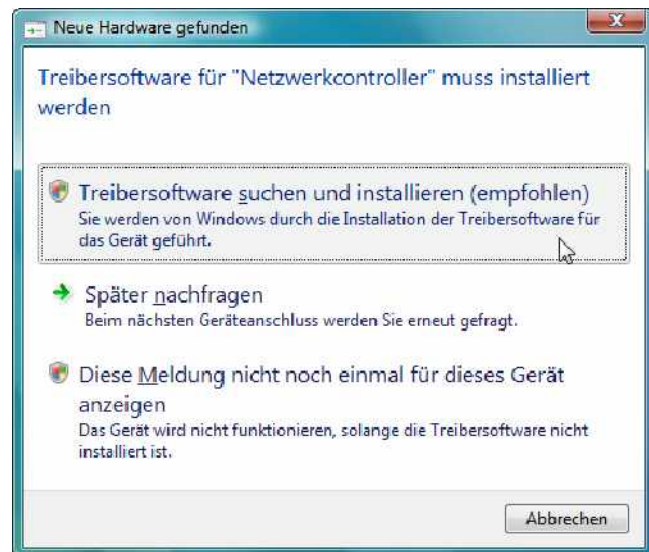 Neue Hardware gefunden
Treibersoftware für "Netzwerkcontroller" muss installiert
werden
Treibersoftware suchen und installieren (empfohlen)
Sie werden von Windows durch die Installation der Treibersoftware für
das Gerät geführt.
Später nachfragen
Beim nächsten Geräteanschluss werden Sie erneut gefragt.
Diese Meldung nicht noch einmal für dieses Gerät
anzeigen
Das Gerät wird nicht funktionieren, solange die Treibersoftware nicht
installiert ist.
Abbrechen